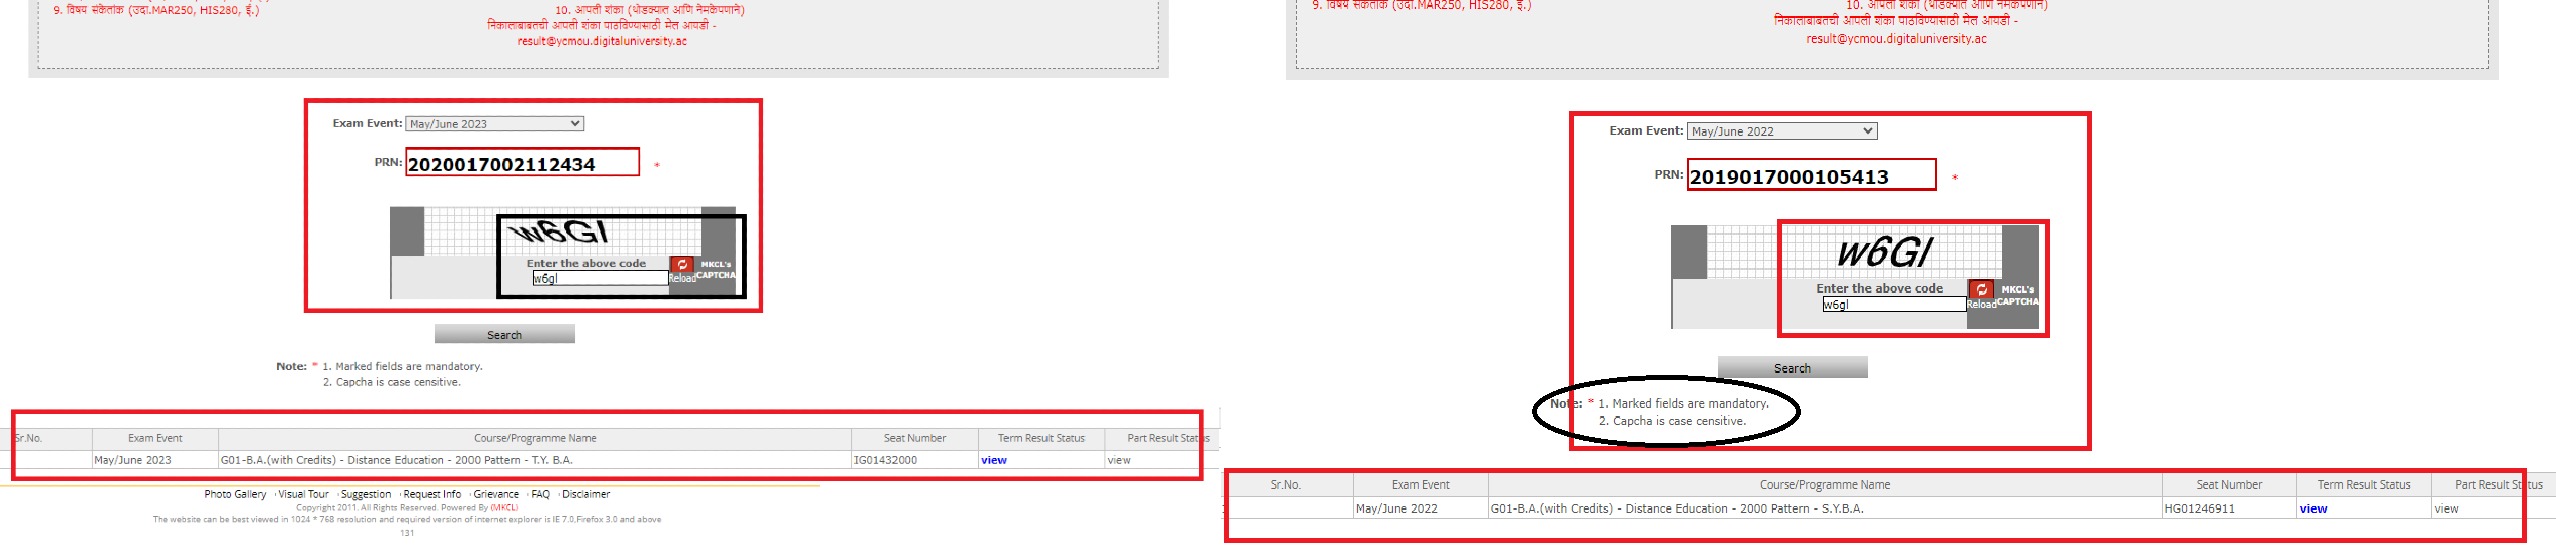 9. विषय संकेतांक (उदा.MAR250, HIS280, ई.)
10. आपली शंका (थोडक्यात आणि नेमकेपणाने)
निकालाबाबतची आपली शंका पाठविण्यासाठी मेल आयडी -
result@ycmou.digitaluniversity.ac
Exam Event: May/June 2023
PRN: 2020017002112434 *
w6Gl
Enter the above code
w6gl
Reload
MKCL's
CAPTCHA
Search
Note: * 1. Marked fields are mandatory.
2. Capcha is case censitive.
Sr.No. Exam Event Course/Programme Name Seat Number Term Result Status Part Result Status
May/June 2023 G01-B.A.(with Credits) - Distance Education - 2000 Pattern - T.Y. B.A. IG01432000 view view
Photo Gallery Visual Tour Suggestion Request Info Grievance FAQ Disclaimer
Copyright 2011. All Rights Reserved. Powered By (MKCL)
The website can be best viewed in 1024 * 768 resolution and required version of internet explorer is IE 7.0,Firefox 3.0 and above
131
9. विषय संकेतांक (उदा.MAR250, HIS280, ई.)
10. आपली शंका (थोडक्यात आणि नेमकेपणाने)
निकालाबाबतची आपली शंका पाठविण्यासाठी मेल आयडी -
result@ycmou.digitaluniversity.ac
Exam Event: May/June 2022
PRN: 2019017000105413 *
w6Gl
Enter the above code
w6gl
Reload
MKCL's
CAPTCHA
Search
Note: * 1. Marked fields are mandatory.
2. Capcha is case censitive.
Sr.No. Exam Event Course/Programme Name Seat Number Term Result Status Part Result Status
May/June 2022 G01-B.A.(with Credits) - Distance Education - 2000 Pattern - S.Y.B.A. HG01246911 view view